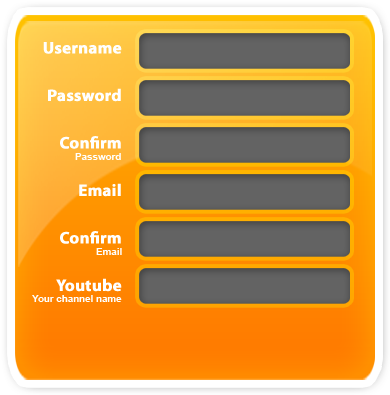 Username
Password
Confirm
Password
Email
Confirm
Email
Youtube
Your channel name